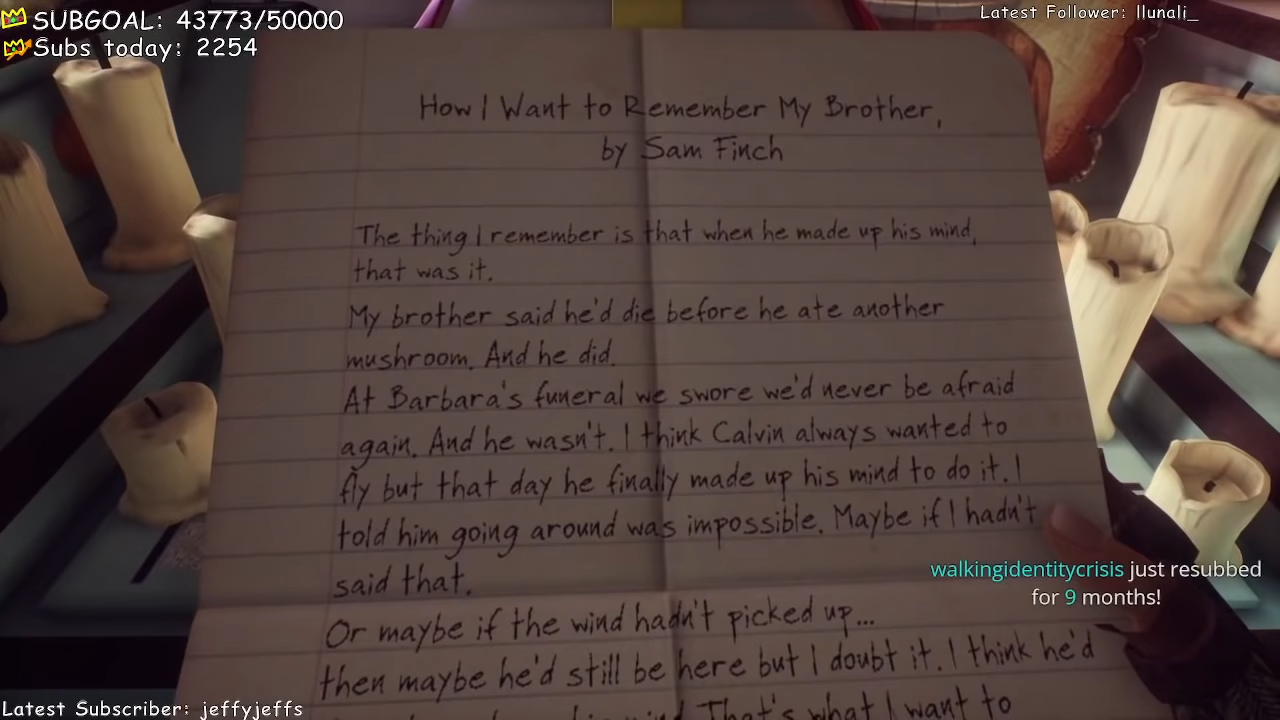 SUBGOAL: 43773/50000
Subs today: 2254
Latest Follower: llunali_
How I Want to Remember My Brother,
by Sam Finch
The thing I remember is that when he made up his mind,
that was it.
My brother said he'd die before he ate another
mushroom. And he did.
At Barbara's funeral we swore we'd never be afraid
again. And he wasn't. I think Calvin always wanted to
fly but that day he finally made up his mind to do it. I
told him going around was impossible. Maybe if I hadn't
said that.
Or maybe if the wind hadn't picked up...
then maybe he'd still be here but I doubt it. I think he'd
mind. That's what I want to
walkingidentitycrisis just resubbed
for 9 months!
Latest Subscriber: jeffyjeffs